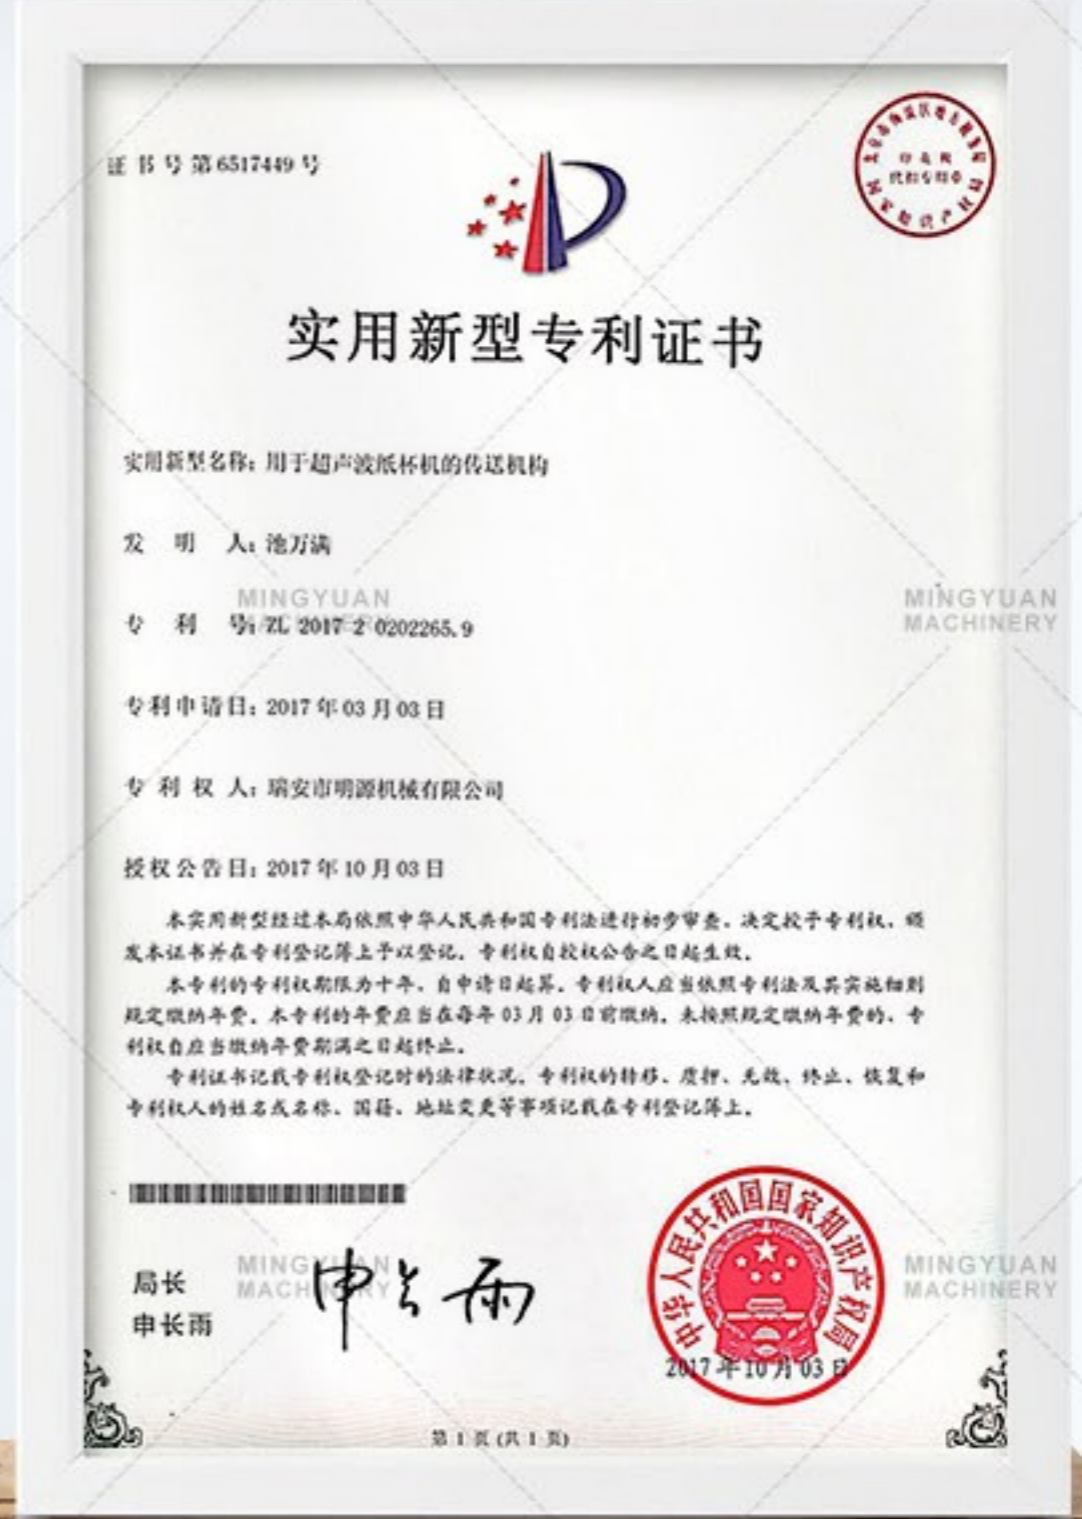 证书号第6517449号
实用新型专利证书
实用新型名称：用于超声波纸杯机的传送机构
发 明 人：池万满
MINGYUAN
MACHINERY
MINGYUAN
MACHINERY
专 利 号：ZL 2017 2 0202265.9
专利申请日：2017年03月03日
专 利 权 人：瑞安市明源机械有限公司
授权公告日：2017年10月03日
本实用新型经过本局依照中华人民共和国专利法进行初步审查，决定授予专利权，颁
发本证书并在专利登记簿上予以登记。专利权自授权公告之日起生效。
本专利的专利权期限为十年，自申请日起算。专利权人应当依照专利法及其实施细则
规定缴纳年费。本专利的年费应当在每年03月03日前缴纳。未按照规定缴纳年费的，专
利权自应当缴纳年费期满之日起终止。
专利证书记载专利权登记时的法律状况。专利权的转移、质押、无效、终止、恢复和
专利权人的姓名或名称、国籍、地址变更等事项记载在专利登记簿上。
中华人民共和国国家知识产权局
MINGYUAN
MACHINERY
MINGYUAN
MACHINERY
局长
申长雨
申长雨
2017年10月03日
第 1 页 (共 1 页)